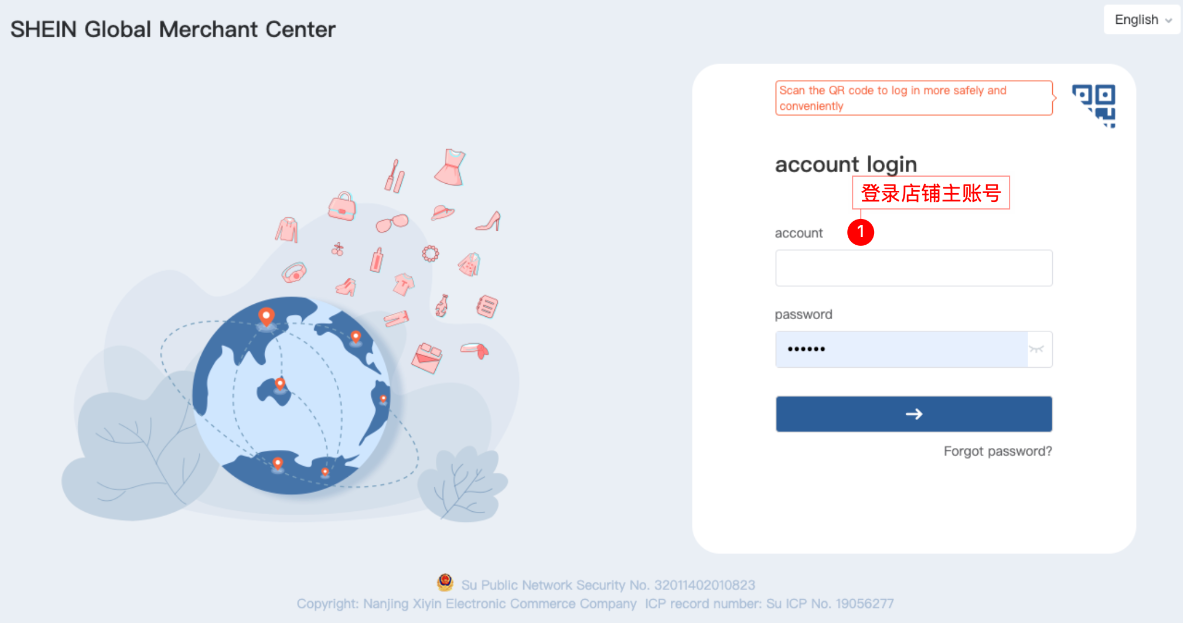 SHEIN Global Merchant Center
English
Scan the QR code to log in more safely and
conveniently
account login
登录店铺主账号
account
1
password
••••••
Forgot password?
Su Public Network Security No. 32011402010823
Copyright: Nanjing Xiyin Electronic Commerce Company ICP record number: Su ICP No. 19056277